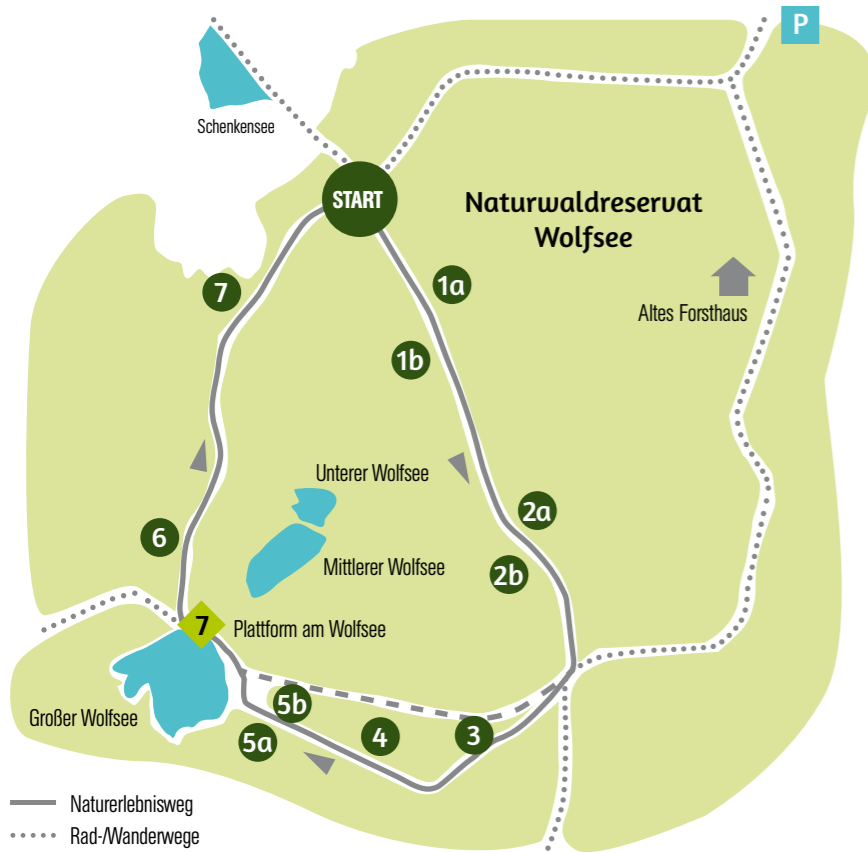 P
Schenkensee
START
Naturwaldreservat
Wolfsee
7
1a
Altes Forsthaus
1b
Unterer Wolfsee
2a
6
Mittlerer Wolfsee
2b
7
Plattform am Wolfsee
5b
Großer Wolfsee
5a
4
3
Naturerlebnisweg
Rad-/Wanderwege